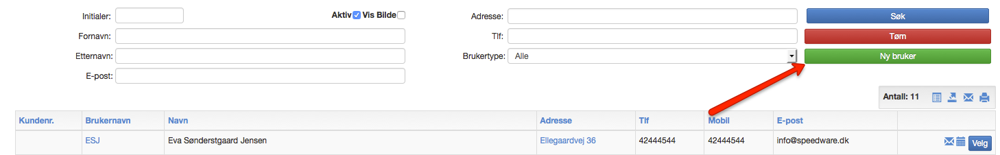 Initialer: Aktiv Vis Bilde Adresse: Søk
Fornavn: Tlf: Tøm
Etternavn: Brukertype: Alle Ny bruker
E-post:
Antall: 11
Kundenr. Brukernavn Navn Adresse Tlf Mobil E-post
ESJ Eva Sønderstgaard Jensen Ellegaardvej 36 42444544 42444544 info@speedware.dk Velg